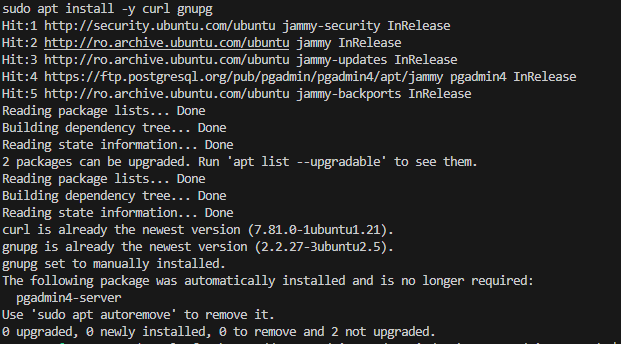 sudo apt install -y curl gnupg
Hit:1 http://security.ubuntu.com/ubuntu jammy-security InRelease
Hit:2 http://ro.archive.ubuntu.com/ubuntu jammy InRelease
Hit:3 http://ro.archive.ubuntu.com/ubuntu jammy-updates InRelease
Hit:4 https://ftp.postgresql.org/pub/pgadmin/pgadmin4/apt/jammy pgadmin4 InRelease
Hit:5 http://ro.archive.ubuntu.com/ubuntu jammy-backports InRelease
Reading package lists... Done
Building dependency tree... Done
Reading state information... Done
2 packages can be upgraded. Run 'apt list --upgradable' to see them.
Reading package lists... Done
Building dependency tree... Done
Reading state information... Done
curl is already the newest version (7.81.0-1ubuntu1.21).
gnupg is already the newest version (2.2.27-3ubuntu2.5).
gnupg set to manually installed.
The following package was automatically installed and is no longer required:
  pgadmin4-server
Use 'sudo apt autoremove' to remove it.
0 upgraded, 0 newly installed, 0 to remove and 2 not upgraded.